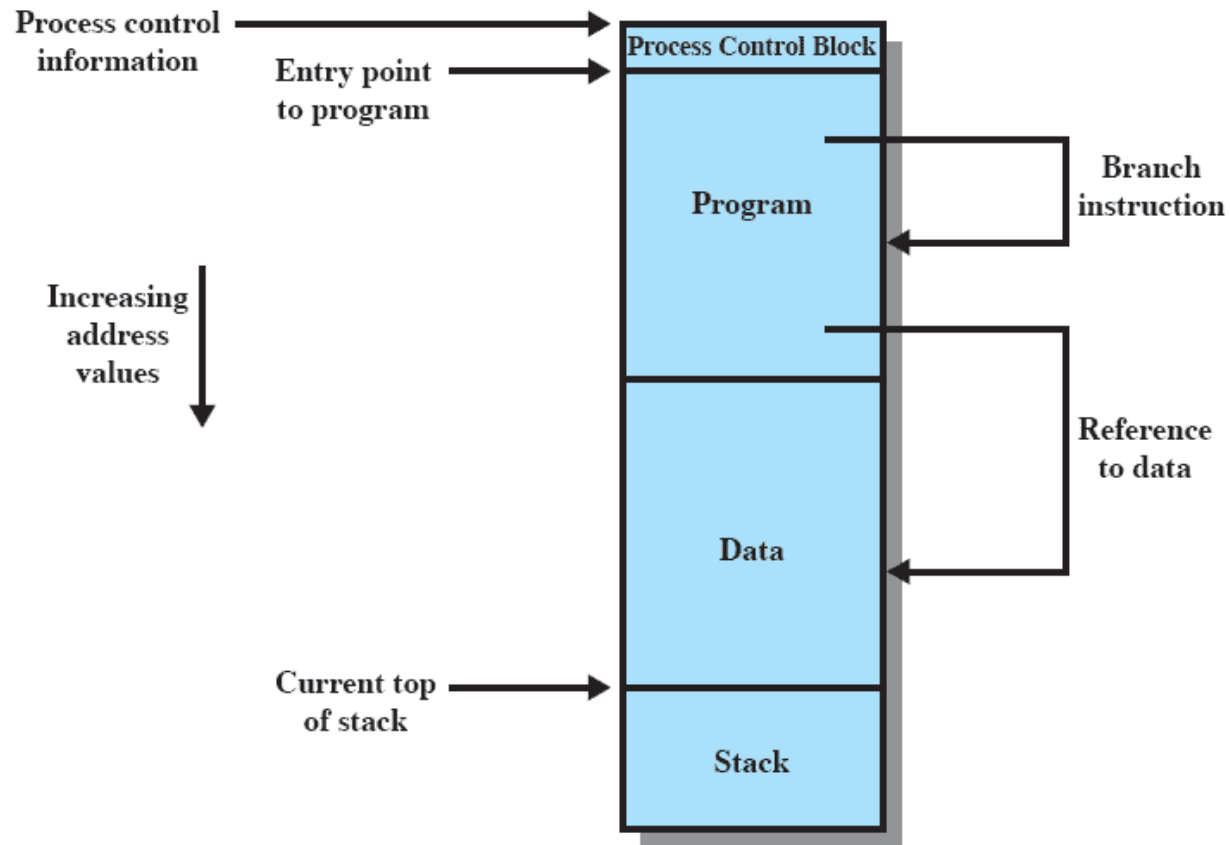 Process control
information
Process Control Block
Entry point
to program
Program
Branch
instruction
Increasing
address
values
Reference
to data
Data
Current top
of stack
Stack